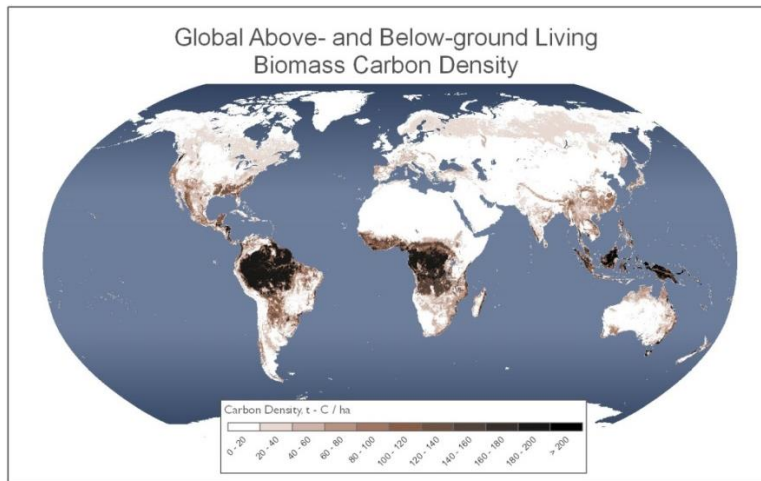 Global Above- and Below-ground Living
Biomass Carbon Density
Carbon Density, t - C / ha
0 - 20
20 - 40
40 - 60
60 - 80
80 - 100
100 - 120
120 - 140
140 - 160
160 - 180
180 - 200
> 200